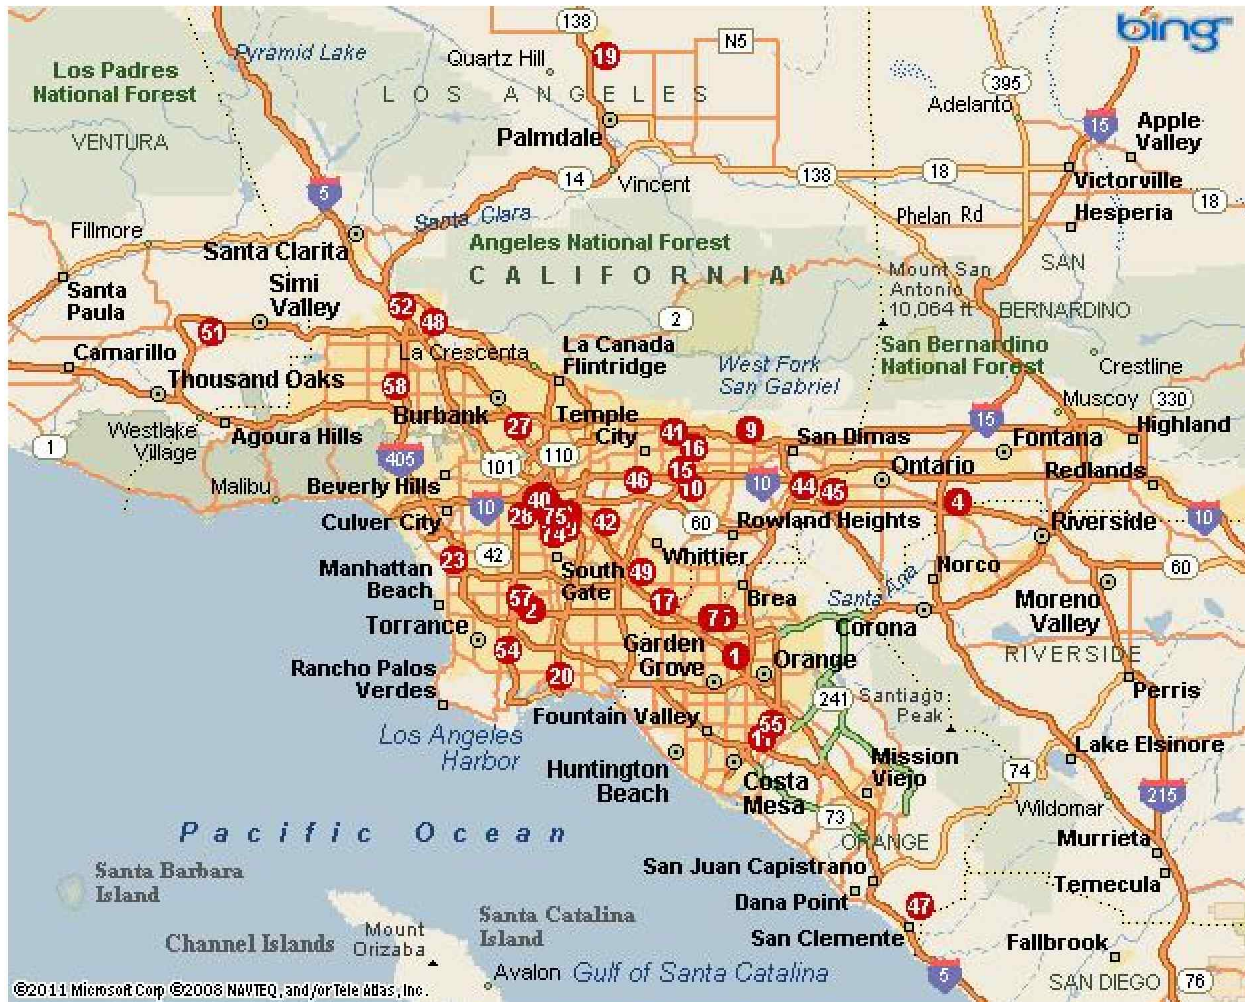 138
bing
Pyramid Lake
19
N5
Quartz Hill
Los Padres
National Forest
395
LOS ANGELES
Adelanto
15
Apple
Valley
Palmdale
VENTURA
5
14
Vincent
138
18
Victorville
18
Santa Clara
Phelan Rd
Hesperia
Fillmore
Santa Clarita
Angeles National Forest
CALIFORNIA
SAN
BERNARDINO
Mount San
Antonio
10,064 ft
Santa
Paula
Simi
Valley
52
48
2
51
La Canada
Flintridge
San Bernardino
National Forest
Camarillo
La Crescenta
West Fork
San Gabriel
Crestline
Thousand Oaks
58
Burbank
27
Temple
City
41
9
15
Muscoy
330
Highland
Westlake
Village
Agoura Hills
1
16
San Dimas
Fontana
405
101
110
15
Ontario
Redlands
Malibu
Beverly Hills
46
10
10
44
45
4
10
40
Culver City
10
28
75
74
42
60
Rowland Heights
Riverside
23
42
Whittier
Manhattan
Beach
South
Gate
49
Norco
60
57
2
17
Brea
Santa Ana
Moreno
Valley
Torrance
75
Corona
54
Garden
Grove
1
Orange
RIVERSIDE
Rancho Palos
Verdes
20
241
Santiago
Peak
Perris
Fountain Valley
55
Los Angeles
Harbor
Lake Elsinore
Huntington
Beach
Costa
Mesa
Mission
Viejo
74
215
73
Wildomar
Pacific Ocean
ORANGE
Murrieta
Santa Barbara
Island
San Juan Capistrano
Temecula
Dana Point
47
Santa Catalina
Island
Channel Islands
Mount
Orizaba
San Clemente
Fallbrook
Avalon
Gulf of Santa Catalina
5
SAN DIEGO
76
©2011 Microsoft Corp ©2008 NAVTEQ, and/or Tele Atlas, Inc.